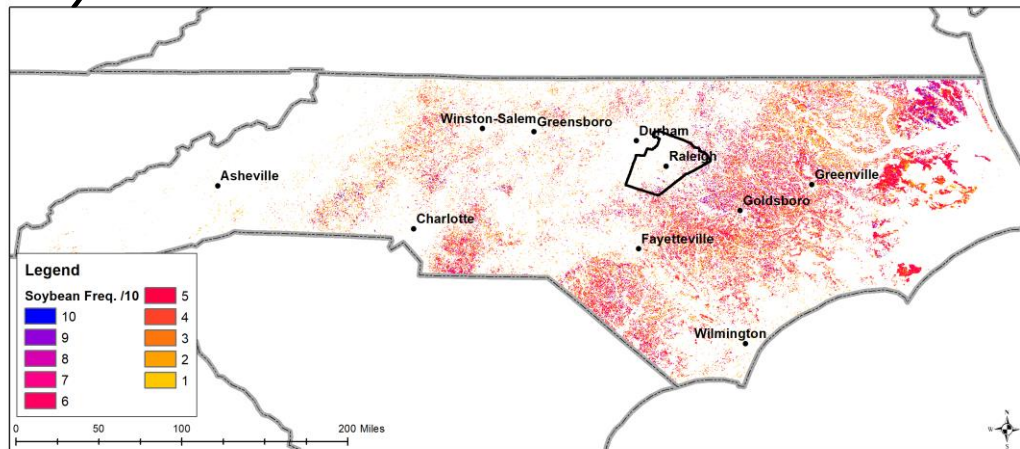 Winston-Salem
Greensboro
Durham
Raleigh
Asheville
Greenville
Goldsboro
Charlotte
Fayetteville
Wilmington
Legend
Soybean Freq. /10
10
9
8
7
6
5
4
3
2
1
0 50 100 200 Miles
N
W
S